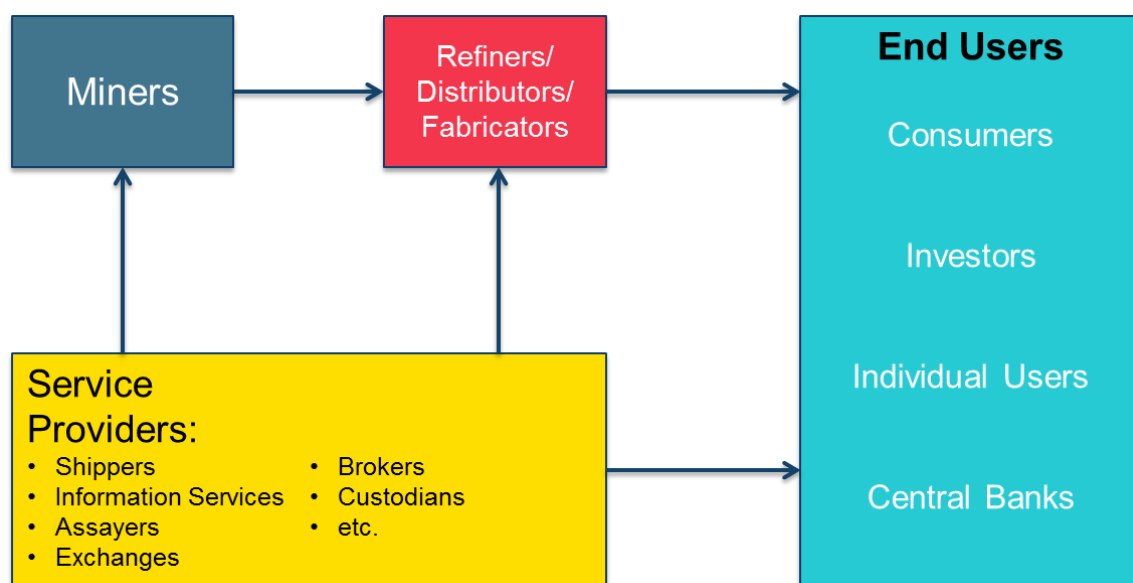 Miners
Refiners/
Distributors/
Fabricators
End Users
Consumers
Investors
Individual Users
Central Banks
Service
Providers:
• Shippers
• Information Services
• Assayers
• Exchanges
• Brokers
• Custodians
• etc.